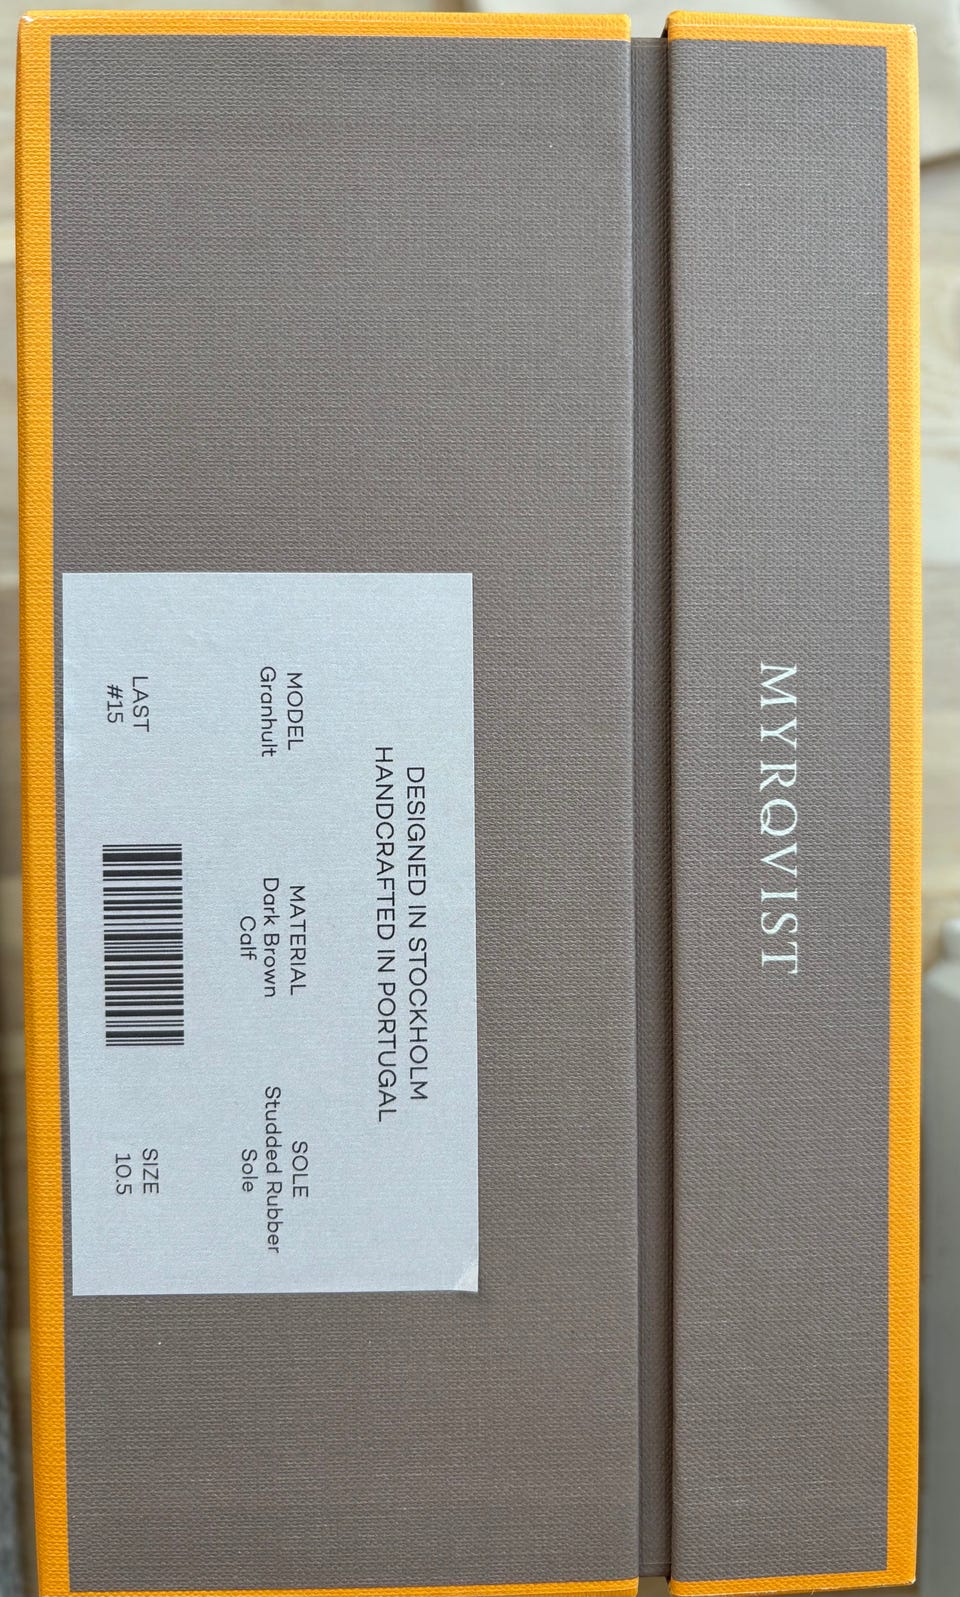 MYRQVIST
DESIGNED IN STOCKHOLM
HANDCRAFTED IN PORTUGAL
MODEL
Granhult
MATERIAL
Dark Brown
Calf
SOLE
Studded Rubber
Sole
LAST
#15
SIZE
10.5